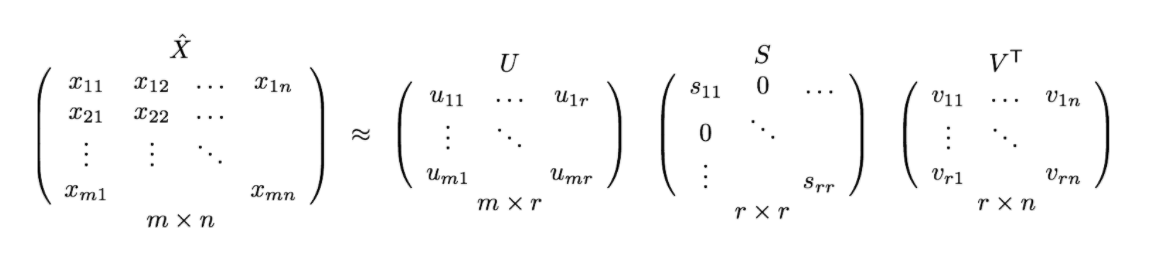 X̂ U S V⊤
( x₁₁ x₁₂ … x₁ₙ ) ( u₁₁ … u₁ᵣ ) ( s₁₁ 0 … ) ( v₁₁ … v₁ₙ )
( x₂₁ x₂₂ … ) ≈ ( ⋮ ⋱ ) ( 0 ⋱ ) ( ⋮ ⋱ )
( ⋮ ⋮ ⋱ ) ( uₘ₁ uₘᵣ ) ( ⋮ sᵣᵣ ) ( vᵣ₁ vᵣₙ )
( xₘ₁ xₘₙ )
m × n m × r r × r r × n